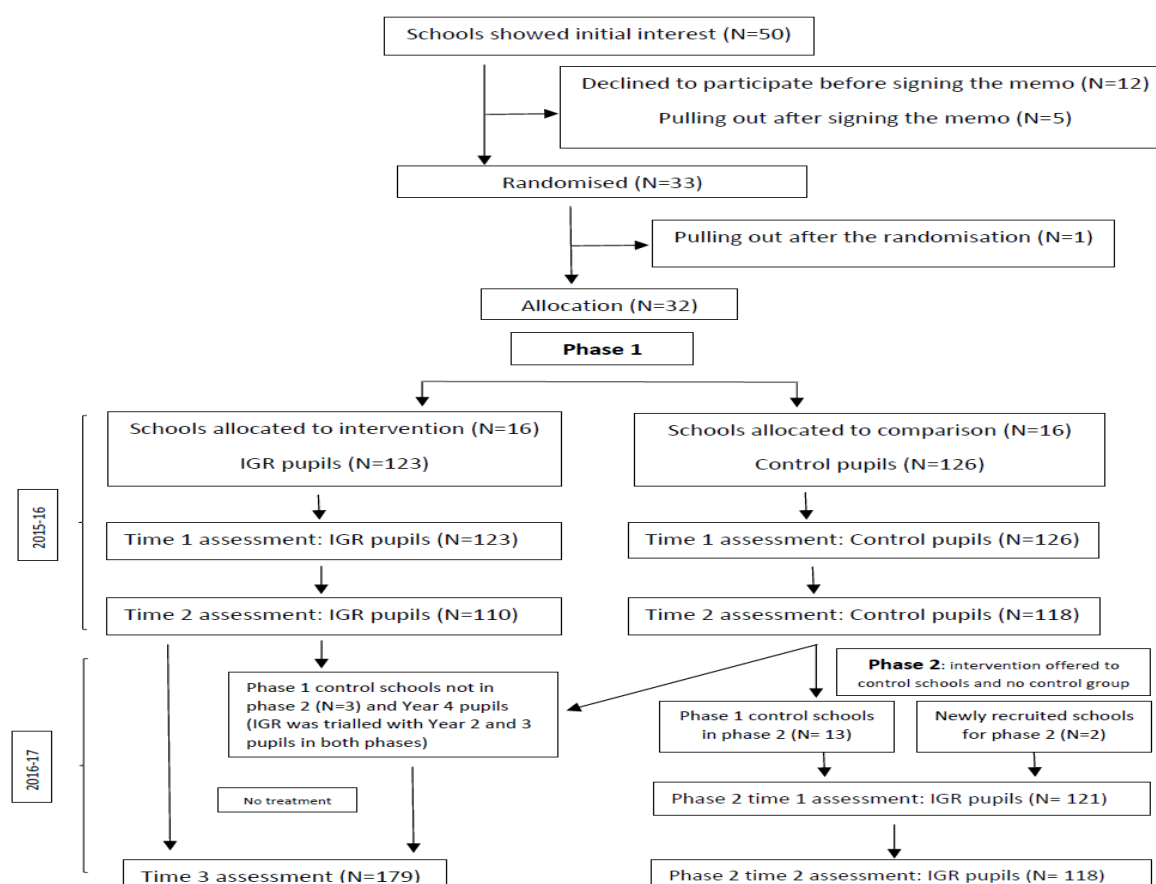 Schools showed initial interest (N=50)
Declined to participate before signing the memo (N=12)
Pulling out after signing the memo (N=5)
Randomised (N=33)
Pulling out after the randomisation (N=1)
Allocation (N=32)
Phase 1
2015-16
Schools allocated to intervention (N=16)
IGR pupils (N=123)
Schools allocated to comparison (N=16)
Control pupils (N=126)
Time 1 assessment: IGR pupils (N=123)
Time 1 assessment: Control pupils (N=126)
Time 2 assessment: IGR pupils (N=110)
Time 2 assessment: Control pupils (N=118)
2016-17
Phase 1 control schools not in
phase 2 (N=3) and Year 4 pupils
(IGR was trialled with Year 2 and 3
pupils in both phases)
Phase 2: intervention offered to
control schools and no control group
Phase 1 control schools
in phase 2 (N= 13)
Newly recruited schools
for phase 2 (N=2)
No treatment
Phase 2 time 1 assessment: IGR pupils (N= 121)
Time 3 assessment (N=179)
Phase 2 time 2 assessment: IGR pupils (N= 118)